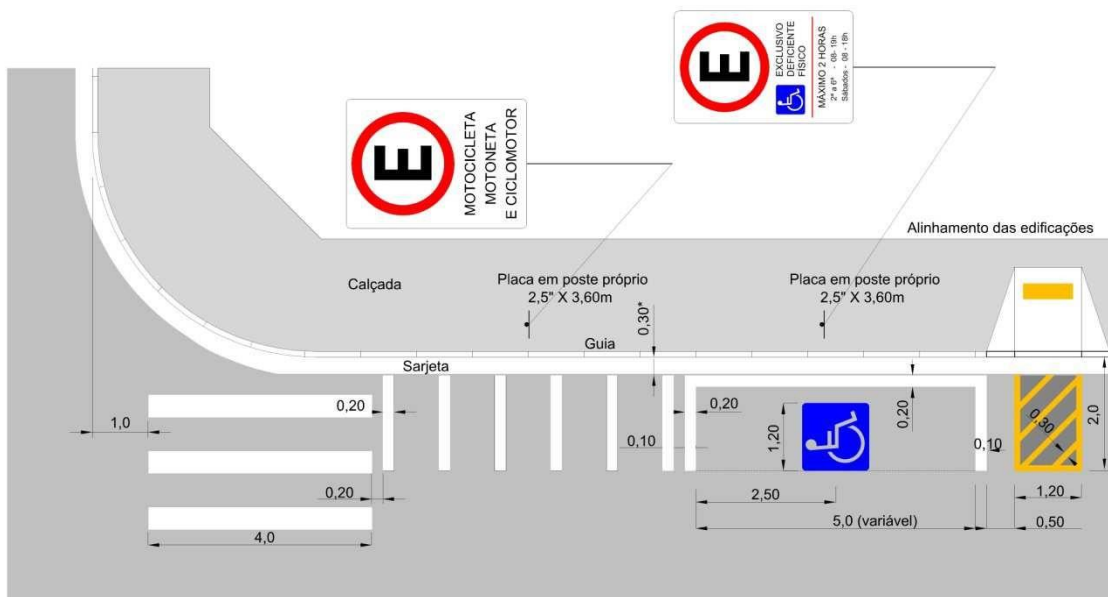 E
EXCLUSIVO
DEFICIENTE
FÍSICO
MÁXIMO 2 HORAS
2ª a 6ª - 08- 19h
Sábados - 08 - 18h
E
MOTOCICLETA
MOTONETA
E CICLOMOTOR
Alinhamento das edificações
Calçada
Placa em poste próprio
2,5" X 3,60m
Placa em poste próprio
2,5" X 3,60m
0,30*
Guia
Sarjeta
1,0
0,20
0,20
4,0
0,20
0,10
1,20
0,20
0,10
0,30
2,0
2,50
5,0 (variável)
1,20
0,50